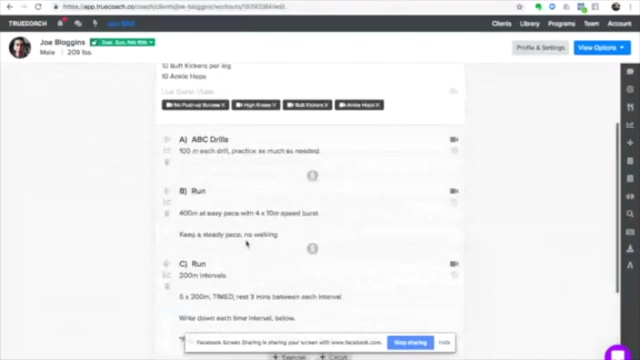 https://app.truecoach.co/coach/clients/joe-bloggins/workouts/
TRUECOACH
Clients Library Programs Team Account
Joe Bloggins
Due: Sun, Feb
Male | 209 lbs.
Profile & Settings
View Options
10 Butt Kickers per leg
10 Ankle Hops
High Knees x
Butt Kickers x
Ankle Hops x
A) ABC Drills
100 m each drill, practice as much as needed.
B) Run
400m at easy pace with 4 x 10m speed burst
Keep a steady pace, no walking
C) Run
200m intervals
5 x 200m, TIMED, rest 3 mins between each interval
Write down each time interval, below.
Facebook Screen Sharing is sharing your screen with www.facebook.com.
Stop sharing
Hide
+ Exercise + Circuit